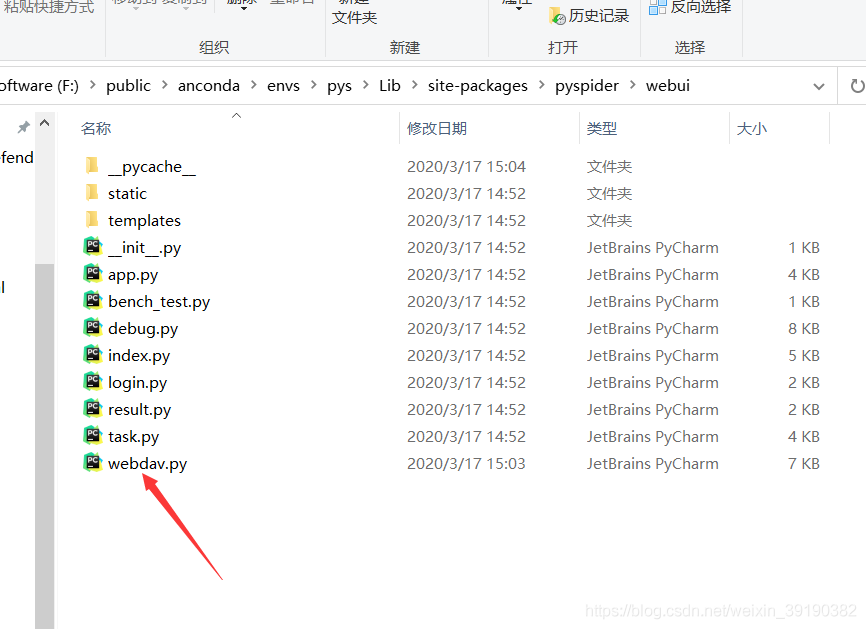 粘贴快捷方式 移动到 复制到 删除 重命名 新建 属性 反向选择
文件夹 历史记录
组织 新建 打开 选择
oftware (F:) > public > anconda > envs > pys > Lib > site-packages > pyspider > webui
名称 修改日期 类型 大小
efend
__pycache__ 2020/3/17 15:04 文件夹
static 2020/3/17 14:52 文件夹
templates 2020/3/17 14:52 文件夹
__init__.py 2020/3/17 14:52 JetBrains PyCharm 1 KB
app.py 2020/3/17 14:52 JetBrains PyCharm 4 KB
bench_test.py 2020/3/17 14:52 JetBrains PyCharm 1 KB
l
debug.py 2020/3/17 14:52 JetBrains PyCharm 8 KB
index.py 2020/3/17 14:52 JetBrains PyCharm 5 KB
login.py 2020/3/17 14:52 JetBrains PyCharm 2 KB
result.py 2020/3/17 14:52 JetBrains PyCharm 2 KB
task.py 2020/3/17 14:52 JetBrains PyCharm 4 KB
webdav.py 2020/3/17 15:03 JetBrains PyCharm 7 KB
https://blog.csdn.net/weixin_39190382